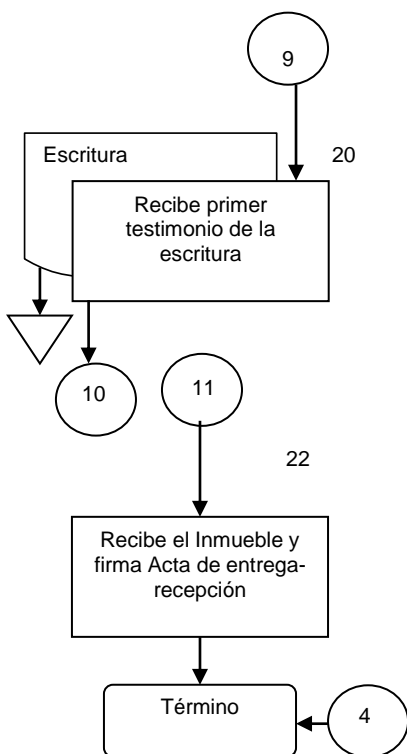 9
Escritura
20
Recibe primer
testimonio de la
escritura
10
11
22
Recibe el Inmueble y
firma Acta de entrega-
recepción
Término
4